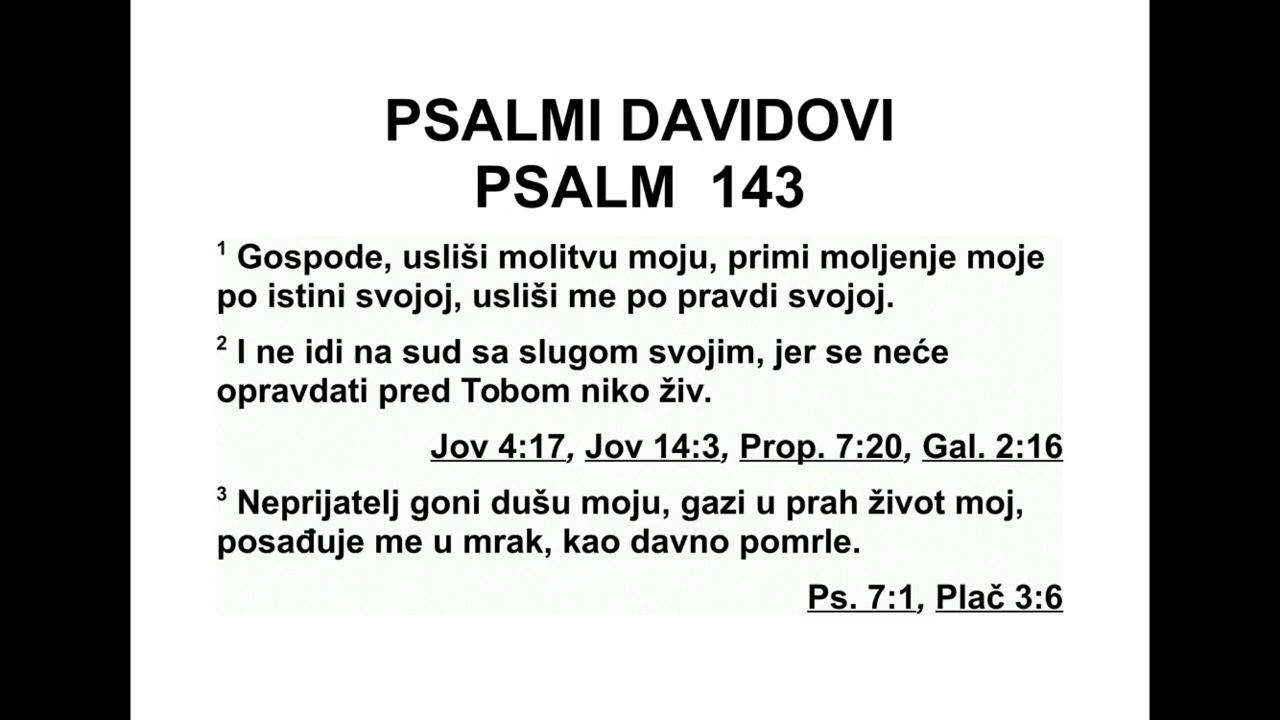 PSALMI DAVIDOVI
PSALM 143
1 Gospode, usliši molitvu moju, primi moljenje moje
po istini svojoj, usliši me po pravdi svojoj.
2 I ne idi na sud sa slugom svojim, jer se neće
opravdati pred Tobom niko živ.
Jov 4:17, Jov 14:3, Prop. 7:20, Gal. 2:16
3 Neprijatelj goni dušu moju, gazi u prah život moj,
posađuje me u mrak, kao davno pomrle.
Ps. 7:1, Plač 3:6